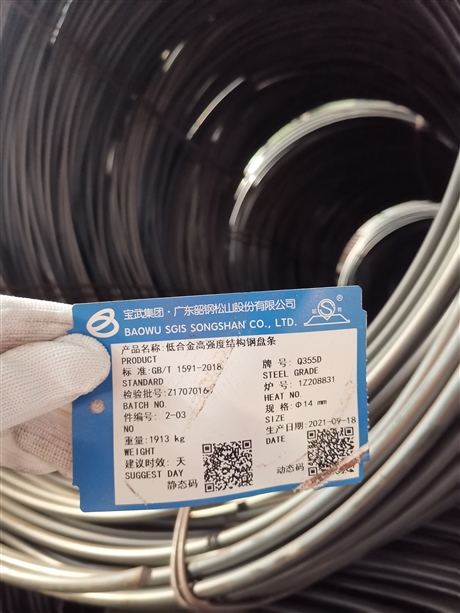 宝武集团·广东韶钢松山股份有限公司
BAOWU SGIS SONGSHAN CO., LTD.
产品名称:低合金高强度结构钢盘条
PRODUCT
标 准:GB/T 1591-2018
牌 号: Q355D
STANDARD
STEEL GRADE
检验批号:Z1707016
炉 号: 1Z208831
BATCH NO.
HEAT NO.
件编号: 2-03
规 格:Φ14 mm
NO
SIZE
重量:1913 kg
生产日期:2021-09-18
WEIGHT
DATE
建议时效: 天
SUGGEST DAY
静态码
动态码